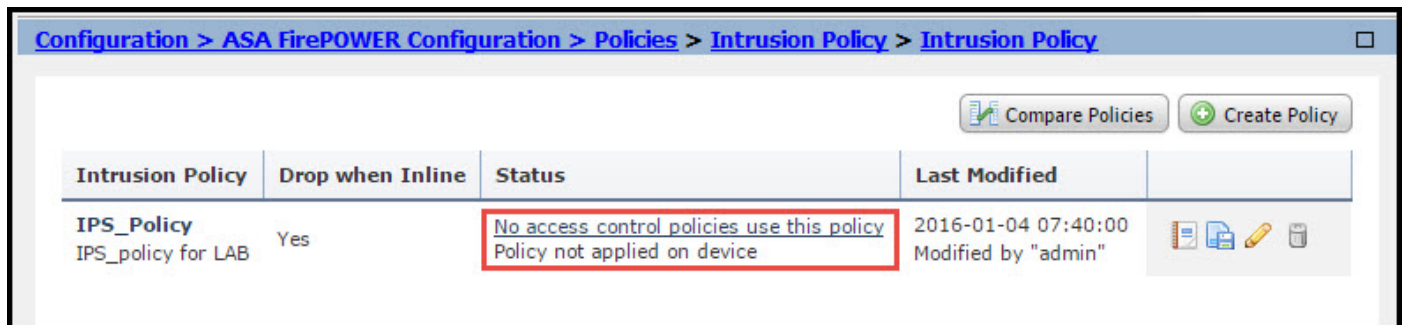 Configuration > ASA FirePOWER Configuration > Policies > Intrusion Policy > Intrusion Policy
Compare Policies Create Policy
Intrusion Policy Drop when Inline Status Last Modified
IPS_Policy
IPS_policy for LAB
Yes
No access control policies use this policy
Policy not applied on device
2016-01-04 07:40:00
Modified by "admin"